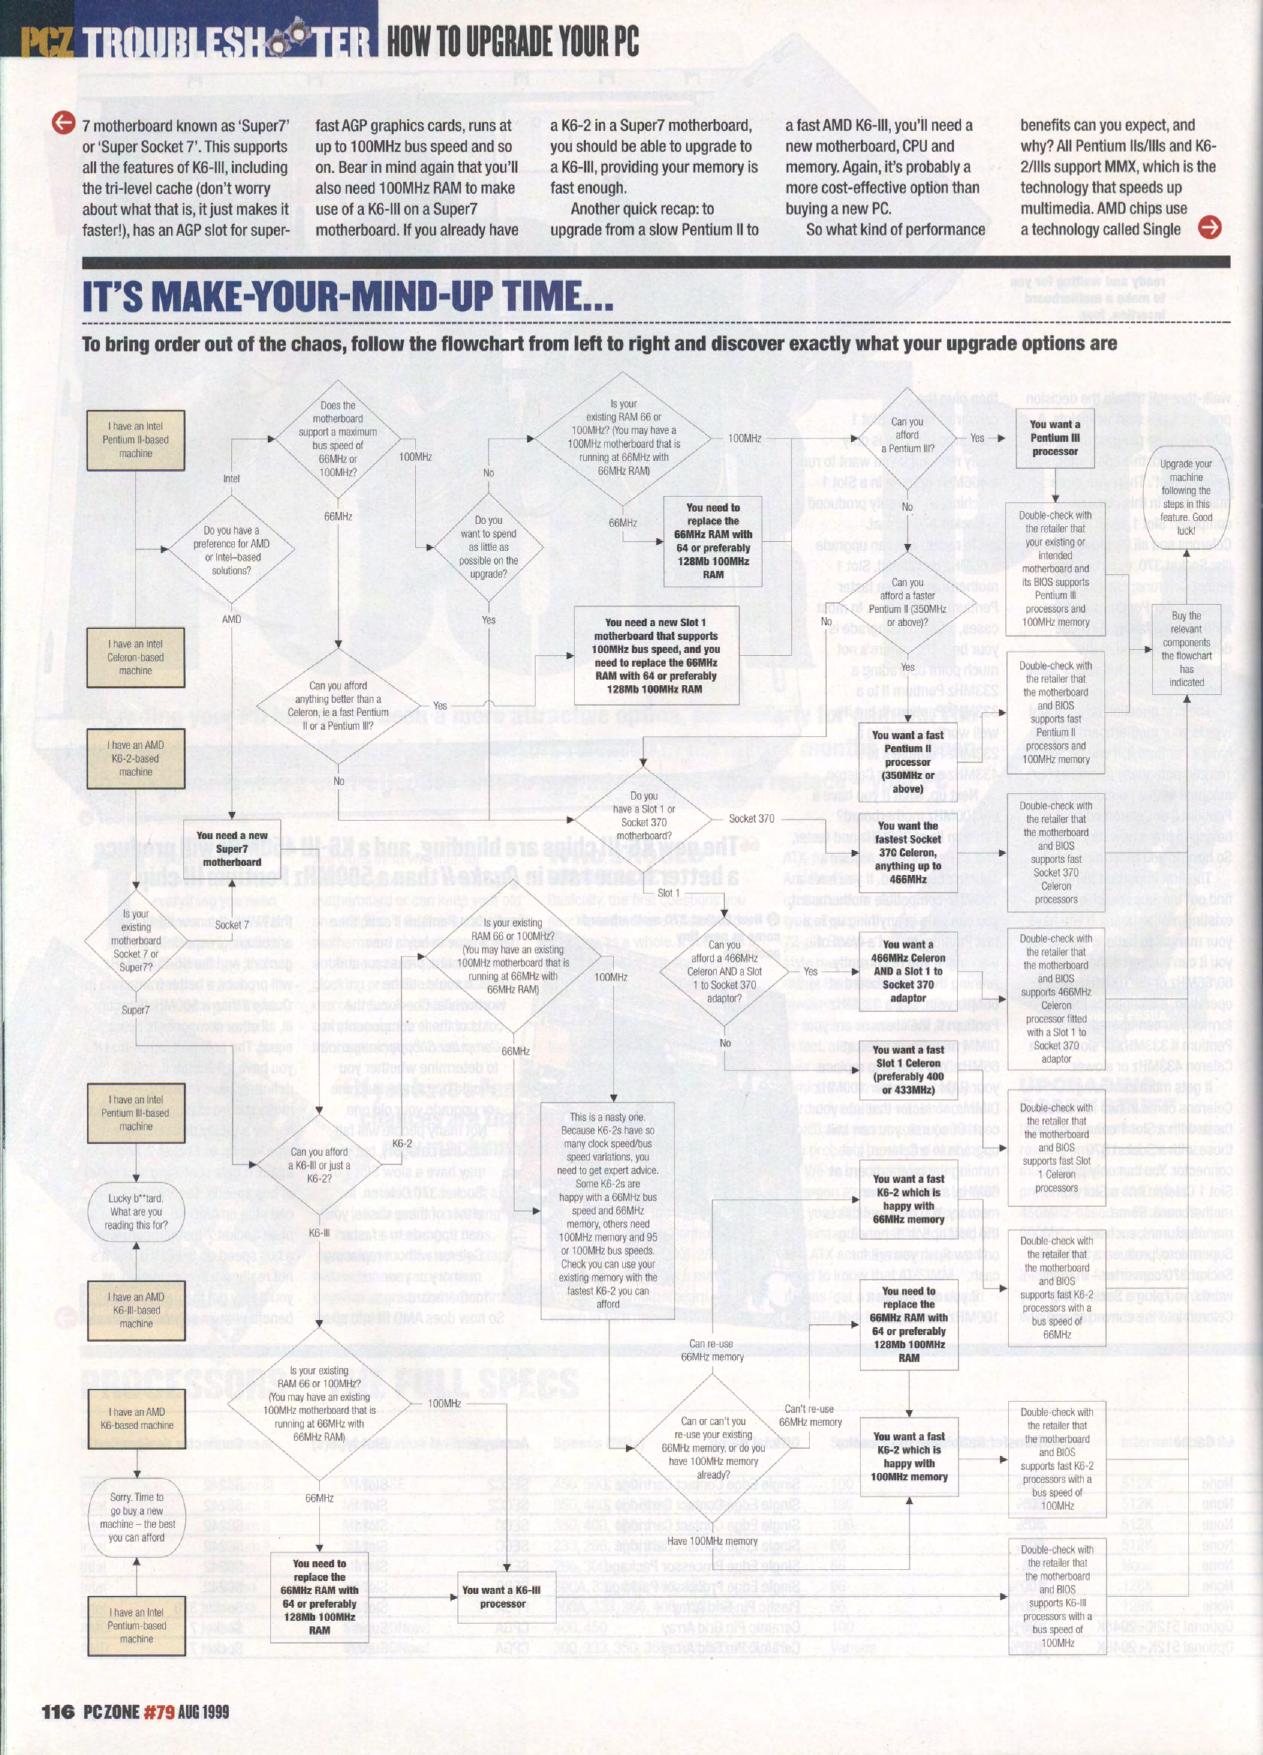 PCZ TROUBLESHOOTER HOW TO UPGRADE YOUR PC
7 motherboard known as 'Super7'
or 'Super Socket 7'. This supports
all the features of K6-III, including
the tri-level cache (don't worry
about what that is, it just makes it
faster!), has an AGP slot for super-
fast AGP graphics cards, runs at
up to 100MHz bus speed and so
on. Bear in mind again that you'll
also need 100MHz RAM to make
use of a K6-III on a Super7
motherboard. If you already have
a K6-2 in a Super7 motherboard,
you should be able to upgrade to
a K6-III, providing your memory is
fast enough.
Another quick recap: to
upgrade from a slow Pentium II to
a fast AMD K6-III, you'll need a
new motherboard, CPU and
memory. Again, it's probably a
more cost-effective option than
buying a new PC.
So what kind of performance
benefits can you expect, and
why? All Pentium IIs/IIIs and K6-
2/IIIs support MMX, which is the
technology that speeds up
multimedia. AMD chips use
a technology called Single
IT'S MAKE-YOUR-MIND-UP TIME...
To bring order out of the chaos, follow the flowchart from left to right and discover exactly what your upgrade options are
I have an Intel
Pentium II-based
machine
Intel
Do you have a
preference for AMD
or Intel-based
solutions?
AMD
I have an Intel
Celeron-based
machine
I have an AMD
K6-2-based
machine
You need a new
Super7
motherboard
Is your
existing
motherboard
Socket 7 or
Super7?
Socket 7
Super7
I have an Intel
Pentium III-based
machine
Lucky b**tard.
What are you
reading this for?
I have an AMD
K6-III-based
machine
I have an AMD
K6-based machine
Sorry. Time to
go buy a new
machine – the best
you can afford
I have an Intel
Pentium-based
machine
Does the
motherboard
support a maximum
bus speed of
66MHz or
100MHz?
100MHz
66MHz
Can you afford
anything better than a
Celeron, ie a fast Pentium
II or a Pentium III?
Yes
No
Do you
want to spend
as little as
possible on the
upgrade?
No
Yes
Is your
existing RAM 66 or
100MHz? (You may have a
100MHz motherboard that is
running at 66MHz with
66MHz RAM)
100MHz
66MHz
You need to
replace the
66MHz RAM with
64 or preferably
128Mb 100MHz
RAM
You need a new Slot 1
motherboard that supports
100MHz bus speed, and you
need to replace the 66MHz
RAM with 64 or preferably
128Mb 100MHz RAM
Can you
afford
a Pentium III?
Yes
No
You want a
Pentium III
processor
Can you
afford a faster
Pentium II (350MHz
or above)?
No
Yes
You want a fast
Pentium II
processor
(350MHz or
above)
Double-check with
the retailer that
your existing or
intended
motherboard and
its BIOS supports
Pentium III
processors and
100MHz memory
Double-check with
the retailer that
the motherboard
and BIOS
supports fast
Pentium II
processors and
100MHz memory
Upgrade your
machine
following the
steps in this
feature. Good
luck!
Buy the
relevant
components
the flowchart
has
indicated
Do you
have a Slot 1 or
Socket 370
motherboard?
Socket 370
Slot 1
You want the
fastest Socket
370 Celeron,
anything up to
466MHz
Double-check with
the retailer that
the motherboard
and BIOS
supports fast
Socket 370
Celeron
processors
Can you
afford a 466MHz
Celeron AND a Slot
1 to Socket 370
adaptor?
Yes
No
You want a
466MHz Celeron
AND a Slot 1 to
Socket 370
adaptor
Double-check with
the retailer that
the motherboard
and BIOS
supports 466MHz
Celeron
processor fitted
with a Slot 1 to
Socket 370
adaptor
You want a fast
Slot 1 Celeron
(preferably 400
or 433MHz)
Double-check with
the retailer that
the motherboard
and BIOS
supports fast Slot
1 Celeron
processors
Is your existing
RAM 66 or 100MHz?
(You may have an existing
100MHz motherboard that is
running at 66MHz with
66MHz RAM)
100MHz
66MHz
Can you afford
a K6-III or just a
K6-2?
K6-2
K6-III
This is a nasty one.
Because K6-2s have so
many clock speed/bus
speed variations, you
need to get expert advice.
Some K6-2s are
happy with a 66MHz bus
speed and 66MHz
memory, others need
100MHz memory and 95
or 100MHz bus speeds.
Check you can use your
existing memory with the
fastest K6-2 you can
afford
You want a fast
K6-2 which is
happy with
66MHz memory
Double-check with
the retailer that
the motherboard
and BIOS
supports fast K6-2
processors with a
bus speed of
66MHz
You need to
replace the
66MHz RAM with
64 or preferably
128Mb 100MHz
RAM
Can re-use
66MHz memory
Can or can't you
re-use your existing
66MHz memory, or do you
have 100MHz memory
already?
Can't re-use
66MHz memory
Have 100MHz memory
You want a fast
K6-2 which is
happy with
100MHz memory
Double-check with
the retailer that
the motherboard
and BIOS
supports fast K6-2
processors with a
bus speed of
100MHz
Is your existing
RAM 66 or 100MHz?
(You may have an existing
100MHz motherboard that is
running at 66MHz with
66MHz RAM)
100MHz
66MHz
You need to
replace the
66MHz RAM with
64 or preferably
128Mb 100MHz
RAM
You want a K6-III
processor
Double-check with
the retailer that
the motherboard
and BIOS
supports K6-III
processors with a
bus speed of
100MHz
116 PCZONE #79 AUG 1999